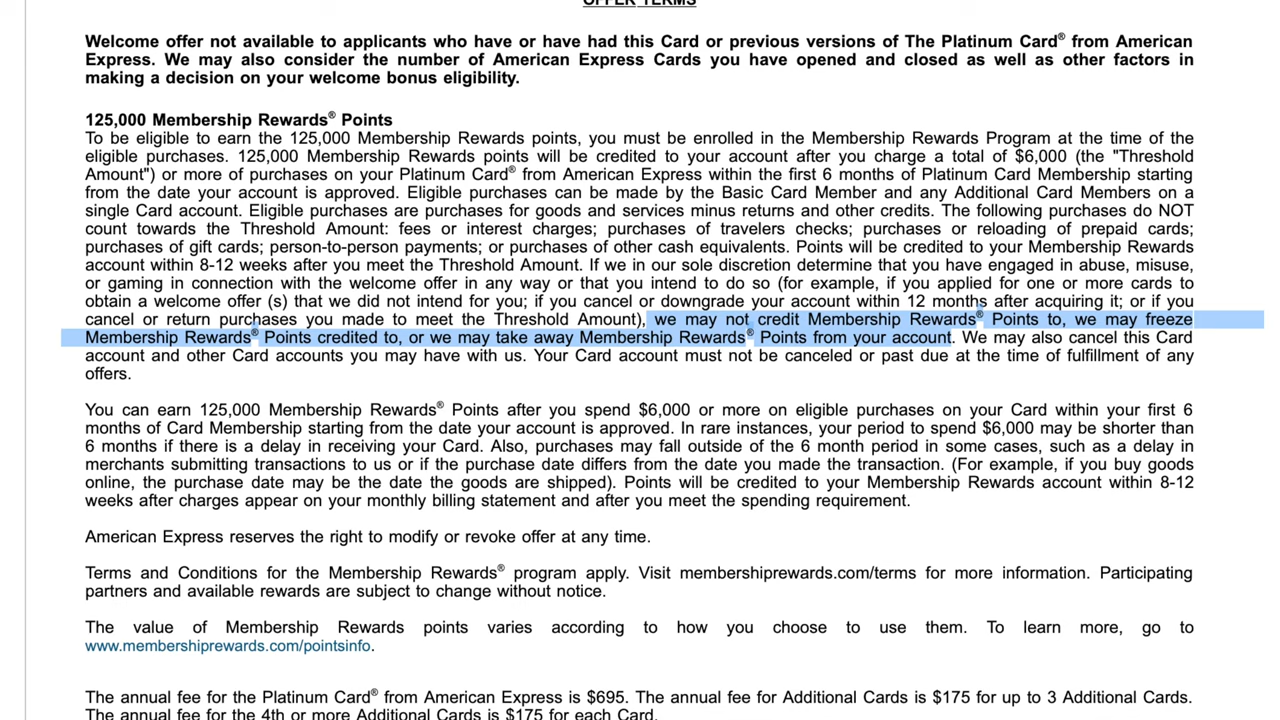 OFFER TERMS
Welcome offer not available to applicants who have or have had this Card or previous versions of The Platinum Card® from American
Express. We may also consider the number of American Express Cards you have opened and closed as well as other factors in
making a decision on your welcome bonus eligibility.
125,000 Membership Rewards® Points
To be eligible to earn the 125,000 Membership Rewards points, you must be enrolled in the Membership Rewards Program at the time of the
eligible purchases. 125,000 Membership Rewards points will be credited to your account after you charge a total of $6,000 (the "Threshold
Amount") or more of purchases on your Platinum Card® from American Express within the first 6 months of Platinum Card Membership starting
from the date your account is approved. Eligible purchases can be made by the Basic Card Member and any Additional Card Members on a
single Card account. Eligible purchases are purchases for goods and services minus returns and other credits. The following purchases do NOT
count towards the Threshold Amount: fees or interest charges; purchases of travelers checks; purchases or reloading of prepaid cards;
purchases of gift cards; person-to-person payments; or purchases of other cash equivalents. Points will be credited to your Membership Rewards
account within 8-12 weeks after you meet the Threshold Amount. If we in our sole discretion determine that you have engaged in abuse, misuse,
or gaming in connection with the welcome offer in any way or that you intend to do so (for example, if you applied for one or more cards to
obtain a welcome offer (s) that we did not intend for you; if you cancel or downgrade your account within 12 months after acquiring it; or if you
cancel or return purchases you made to meet the Threshold Amount), we may not credit Membership Rewards® Points to, we may freeze
Membership Rewards® Points credited to, or we may take away Membership Rewards® Points from your account. We may also cancel this Card
account and other Card accounts you may have with us. Your Card account must not be canceled or past due at the time of fulfillment of any
offers.
You can earn 125,000 Membership Rewards® Points after you spend $6,000 or more on eligible purchases on your Card within your first 6
months of Card Membership starting from the date your account is approved. In rare instances, your period to spend $6,000 may be shorter than
6 months if there is a delay in receiving your Card. Also, purchases may fall outside of the 6 month period in some cases, such as a delay in
merchants submitting transactions to us or if the purchase date differs from the date you made the transaction. (For example, if you buy goods
online, the purchase date may be the date the goods are shipped). Points will be credited to your Membership Rewards account within 8-12
weeks after charges appear on your monthly billing statement and after you meet the spending requirement.
American Express reserves the right to modify or revoke offer at any time.
Terms and Conditions for the Membership Rewards® program apply. Visit membershiprewards.com/terms for more information. Participating
partners and available rewards are subject to change without notice.
The value of Membership Rewards points varies according to how you choose to use them. To learn more, go to
www.membershiprewards.com/pointsinfo.
The annual fee for the Platinum Card® from American Express is $695. The annual fee for Additional Cards is $175 for up to 3 Additional Cards.
The annual fee for the 4th or more Additional Cards is $175 for each Card.